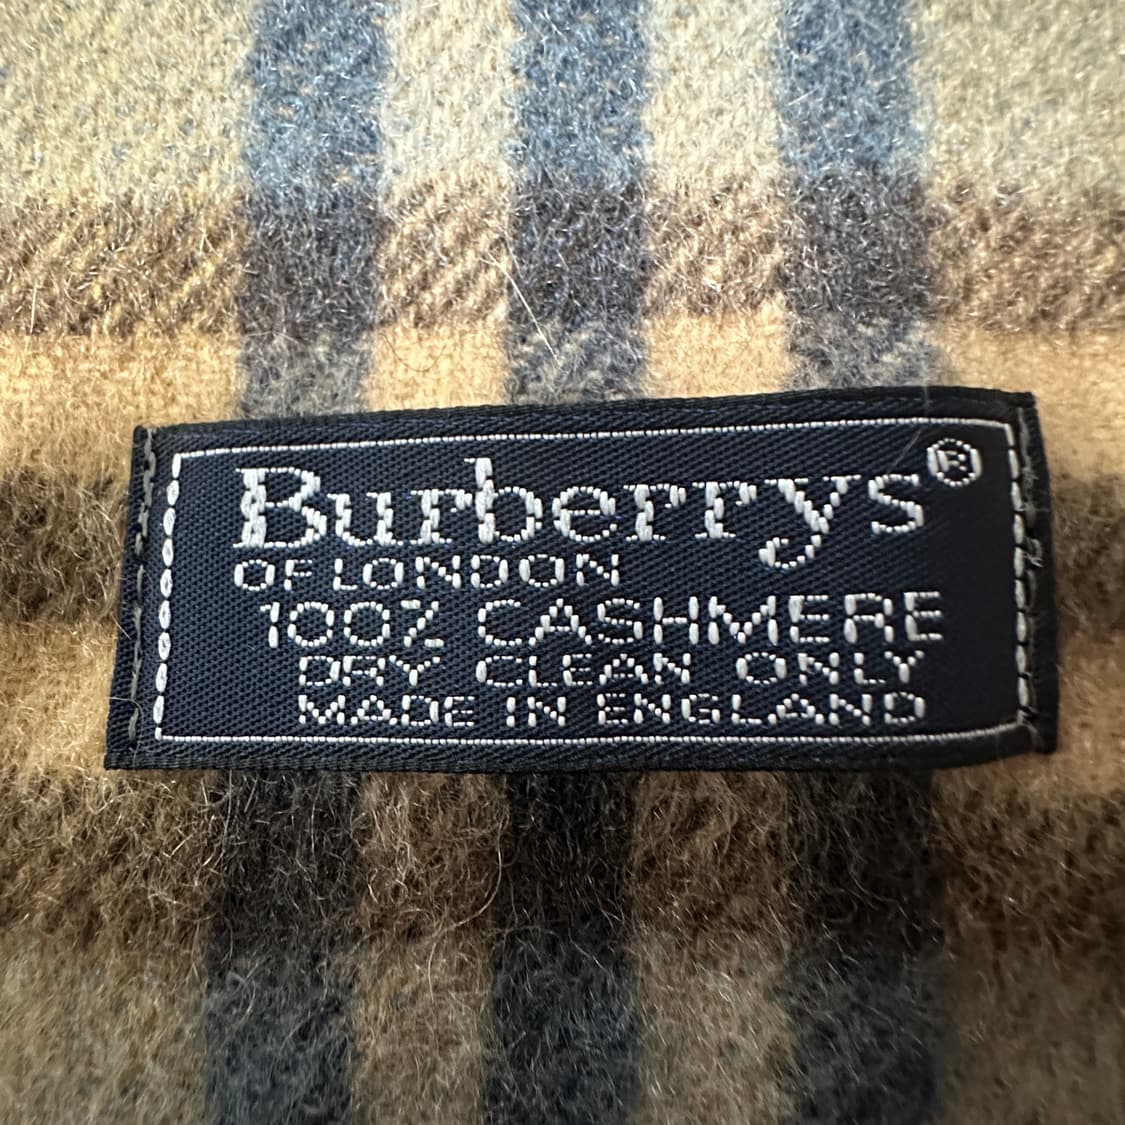 Burberrys®
OF LONDON
100% CASHMERE
DRY CLEAN ONLY
MADE IN ENGLAND